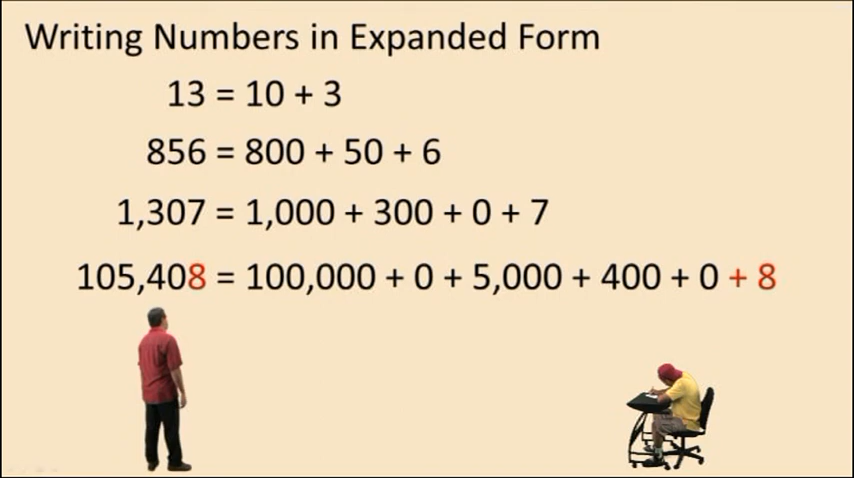 Writing Numbers in Expanded Form
13 = 10 + 3
856 = 800 + 50 + 6
1,307 = 1,000 + 300 + 0 + 7
105,408 = 100,000 + 0 + 5,000 + 400 + 0 + 8